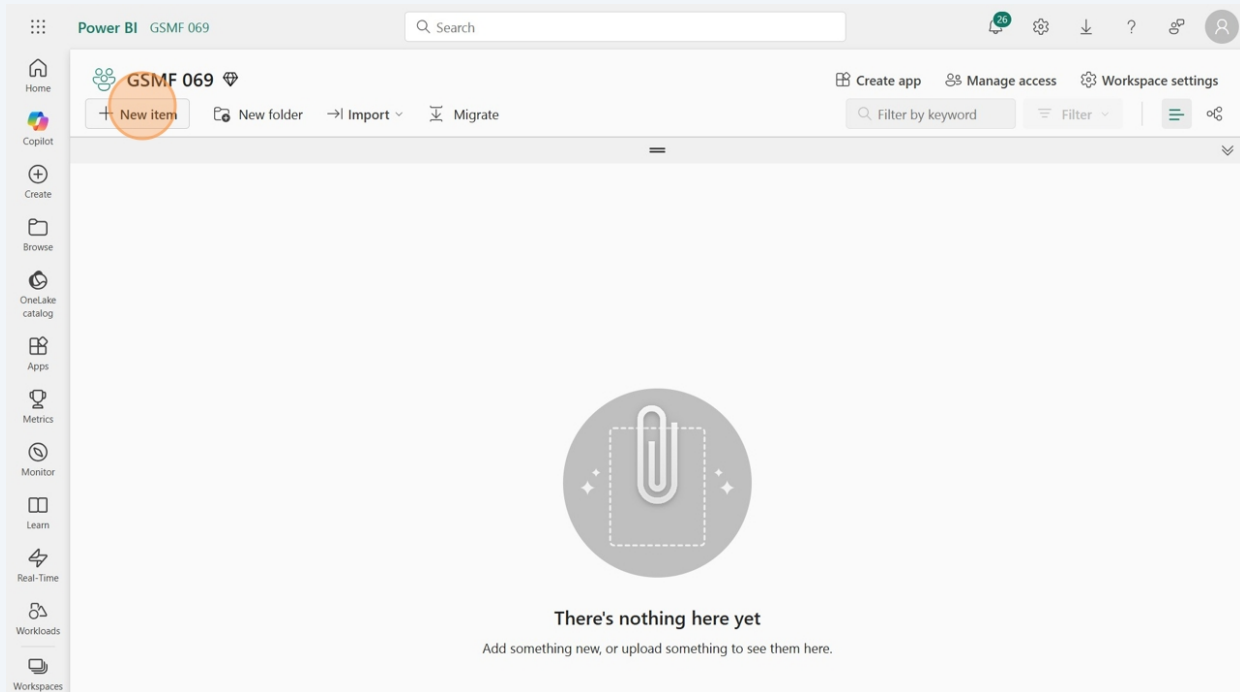 Power BI GSMF 069
Search
26
?
Home
Copilot
Create
Browse
OneLake
catalog
Apps
Metrics
Monitor
Learn
Real-Time
Workloads
Workspaces
GSMF 069
Create app Manage access Workspace settings
+ New item New folder Import Migrate
Filter by keyword Filter
There's nothing here yet
Add something new, or upload something to see them here.